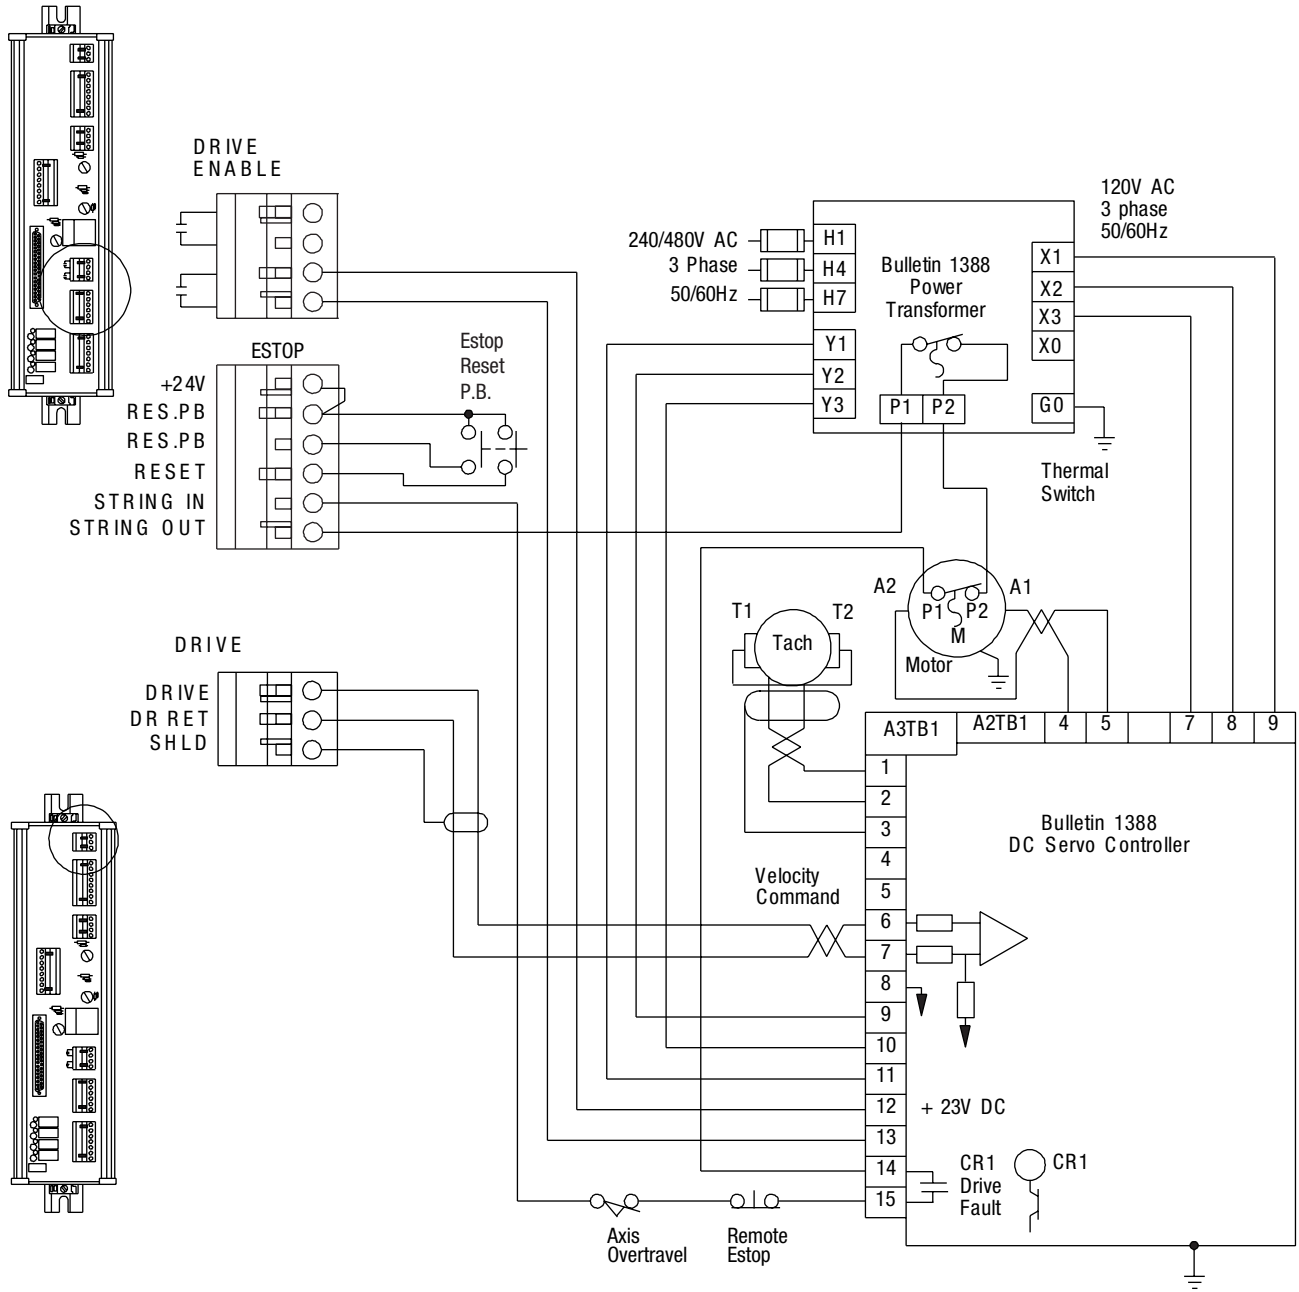 DRIVE
ENABLE
ESTOP
+24V
RES.PB
RES.PB
RESET
STRING IN
STRING OUT
Estop
Reset
P.B.
DRIVE
DRIVE
DR RET
SHLD
240/480V AC
3 Phase
50/60Hz
H1
H4
H7
Y1
Y2
Y3
Bulletin 1388
Power
Transformer
P1
P2
X1
X2
X3
X0
G0
120V AC
3 phase
50/60Hz
Thermal
Switch
T1
T2
Tach
A2
A1
P1
P2
M
Motor
A3TB1
A2TB1
4
5
7
8
9
1
2
3
4
5
6
7
8
9
10
11
12
13
14
15
Bulletin 1388
DC Servo Controller
Velocity
Command
+ 23V DC
CR1
Drive
Fault
CR1
Axis
Overtravel
Remote
Estop